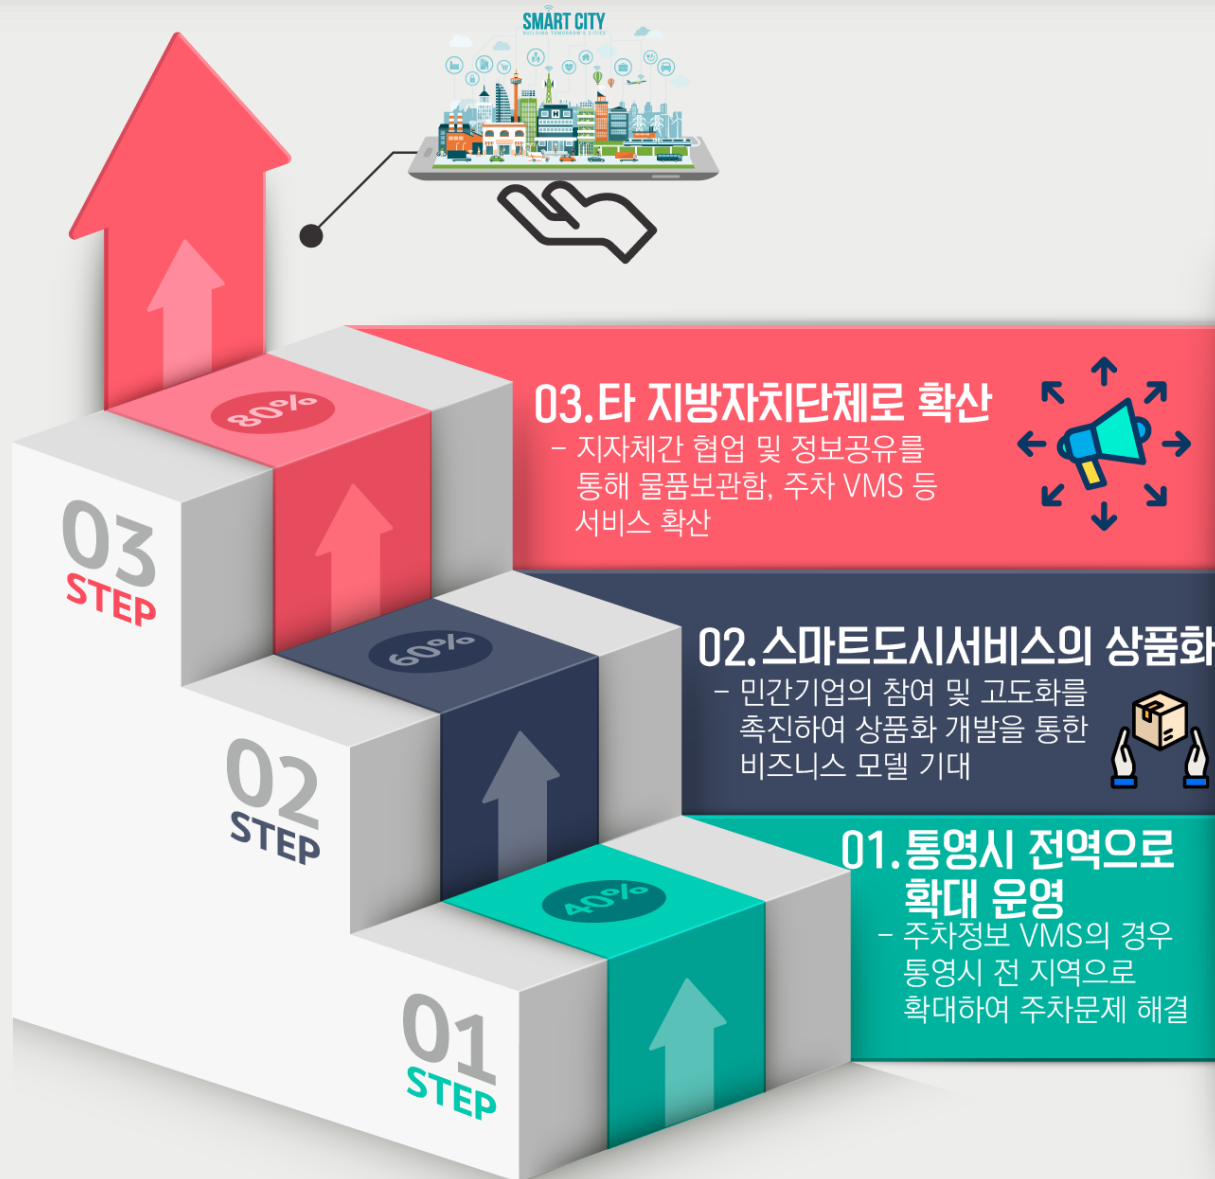 SMART CITY
BUILDING TOMORROW'S CITIES
80%
03.타 지방자치단체로 확산
- 지자체간 협업 및 정보공유를
통해 물품보관함, 주차 VMS 등
서비스 확산
03
STEP
60%
02.스마트도시서비스의 상품화
- 민간기업의 참여 및 고도화를
촉진하여 상품화 개발을 통한
비즈니스 모델 기대
02
STEP
40%
01.통영시 전역으로
확대 운영
- 주차정보 VMS의 경우
통영시 전 지역으로
확대하여 주차문제 해결
01
STEP